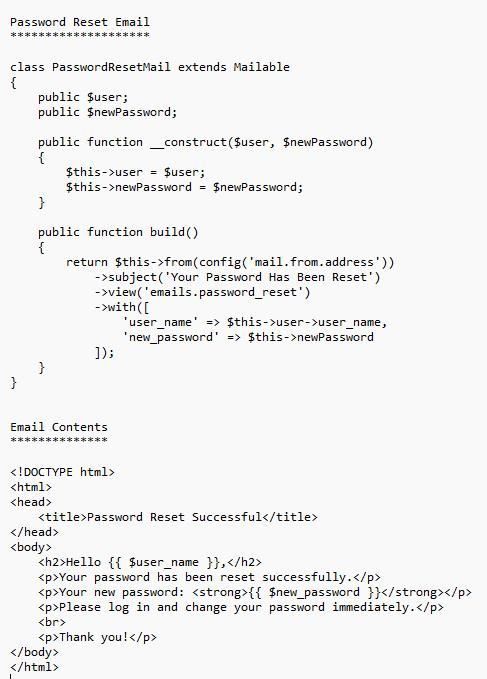 Password Reset Email
********************
class PasswordResetMail extends Mailable
{
    public $user;
    public $newPassword;
    public function __construct($user, $newPassword)
    {
        $this->user = $user;
        $this->newPassword = $newPassword;
    }
    public function build()
    {
        return $this->from(config('mail.from.address'))
            ->subject('Your Password Has Been Reset')
            ->view('emails.password_reset')
            ->with([
                'user_name' => $this->user->user_name,
                'new_password' => $this->newPassword
            ]);
    }
}
Email Contents
**************
<!DOCTYPE html>
<html>
<head>
    <title>Password Reset Successful</title>
</head>
<body>
    <h2>Hello {{ $user_name }},</h2>
    <p>Your password has been reset successfully.</p>
    <p>Your new password: <strong>{{ $new_password }}</strong></p>
    <p>Please log in and change your password immediately.</p>
    <br>
    <p>Thank you!</p>
</body>
</html>